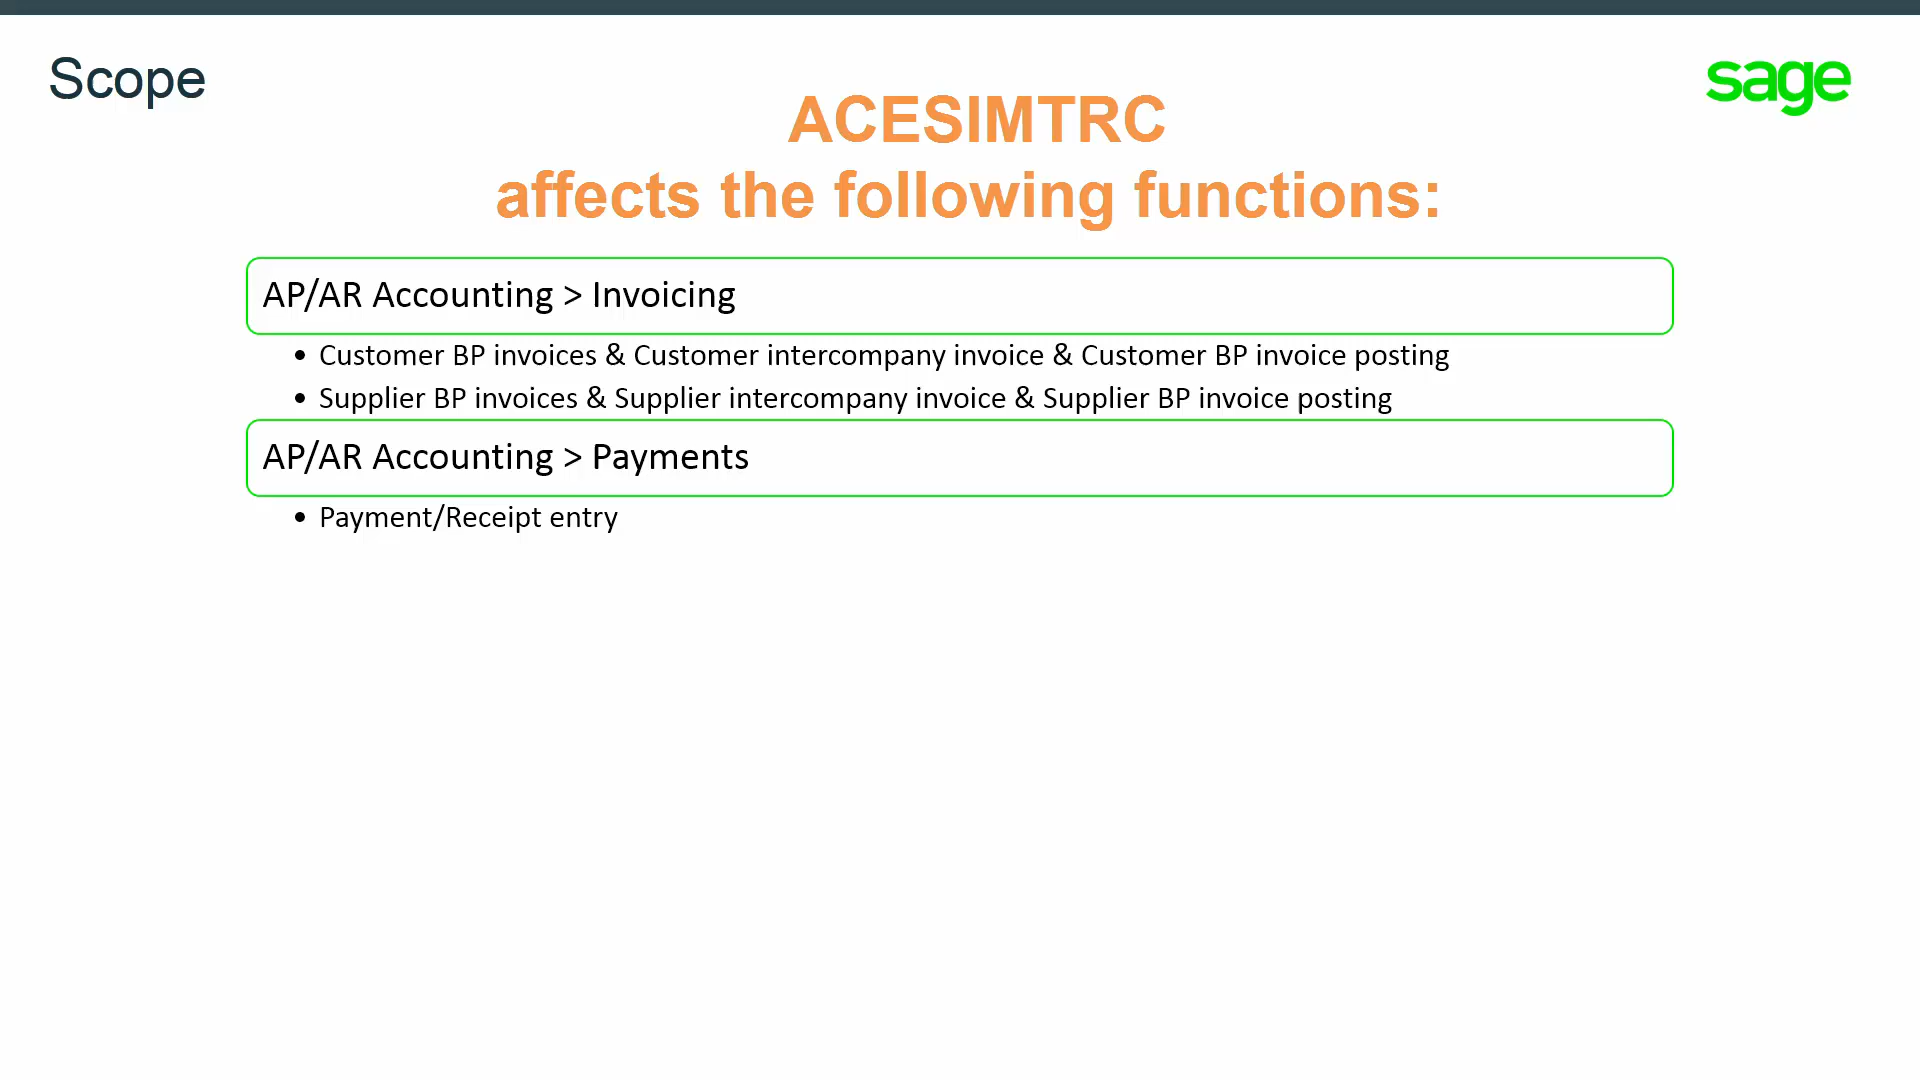 Scope
sage
ACESIMTRC
affects the following functions:
AP/AR Accounting > Invoicing
• Customer BP invoices & Customer intercompany invoice & Customer BP invoice posting
• Supplier BP invoices & Supplier intercompany invoice & Supplier BP invoice posting
AP/AR Accounting > Payments
• Payment/Receipt entry